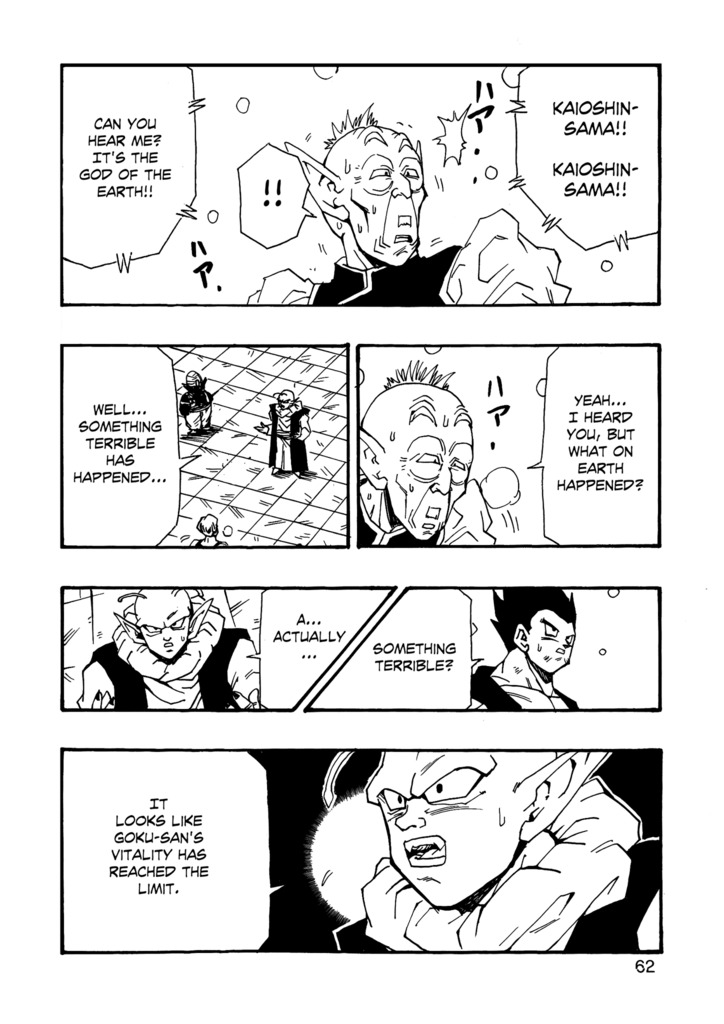 CAN YOU
HEAR ME?
IT'S THE
GOD OF THE
EARTH!!
!!
KAIOSHIN-
SAMA!!
KAIOSHIN-
SAMA!!
ハア.
ハア.
WELL...
SOMETHING
TERRIBLE
HAS
HAPPENED...
ハア.
YEAH...
I HEARD
YOU, BUT
WHAT ON
EARTH
HAPPENED?
A...
ACTUALLY
...
SOMETHING
TERRIBLE?
IT
LOOKS LIKE
GOKU-SAN'S
VITALITY HAS
REACHED THE
LIMIT.
62